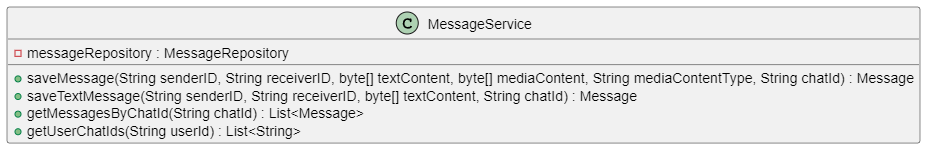 C MessageService
messageRepository : MessageRepository
saveMessage(String senderID, String receiverID, byte[] textContent, byte[] mediaContent, String mediaContentType, String chatId) : Message
saveTextMessage(String senderID, String receiverID, byte[] textContent, String chatId) : Message
getMessagesByChatId(String chatId) : List<Message>
getUserChatIds(String userId) : List<String>